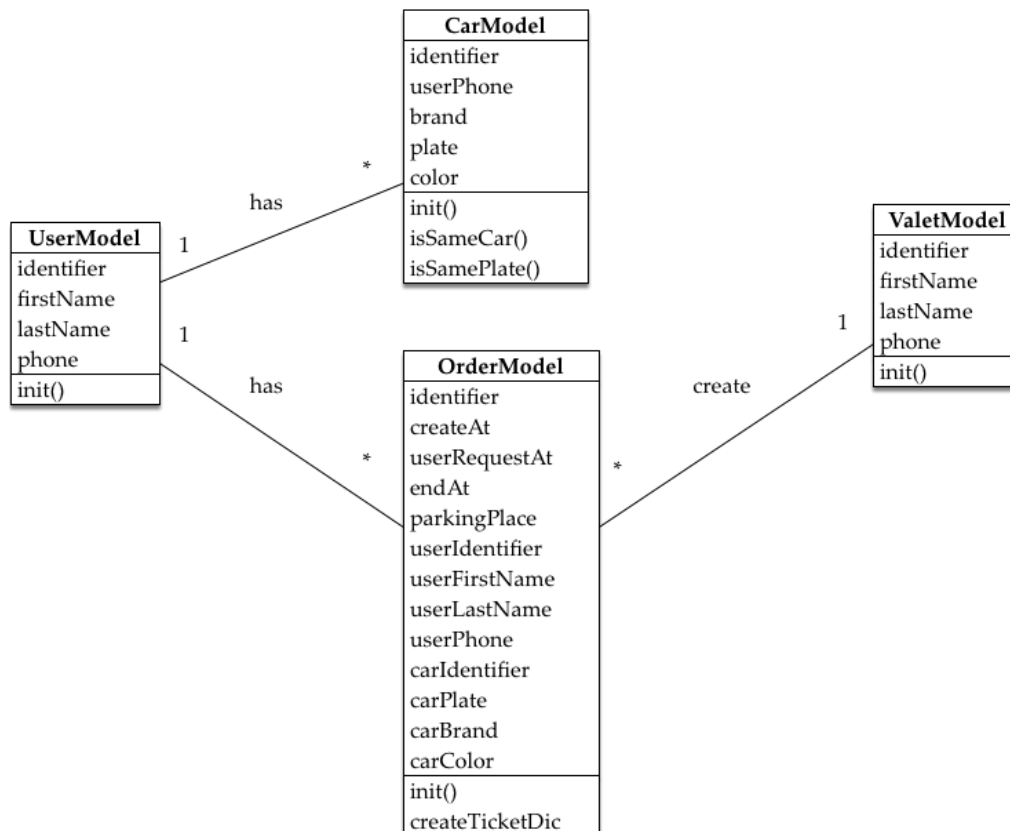 CarModel
identifier
userPhone
brand
plate
color
init()
isSameCar()
isSamePlate()
*
has
1
UserModel
identifier
firstName
lastName
phone
init()
1
has
*
OrderModel
identifier
createAt
userRequestAt
endAt
parkingPlace
userIdentifier
userFirstName
userLastName
userPhone
carIdentifier
carPlate
carBrand
carColor
init()
createTicketDic
*
create
1
ValetModel
identifier
firstName
lastName
phone
init()